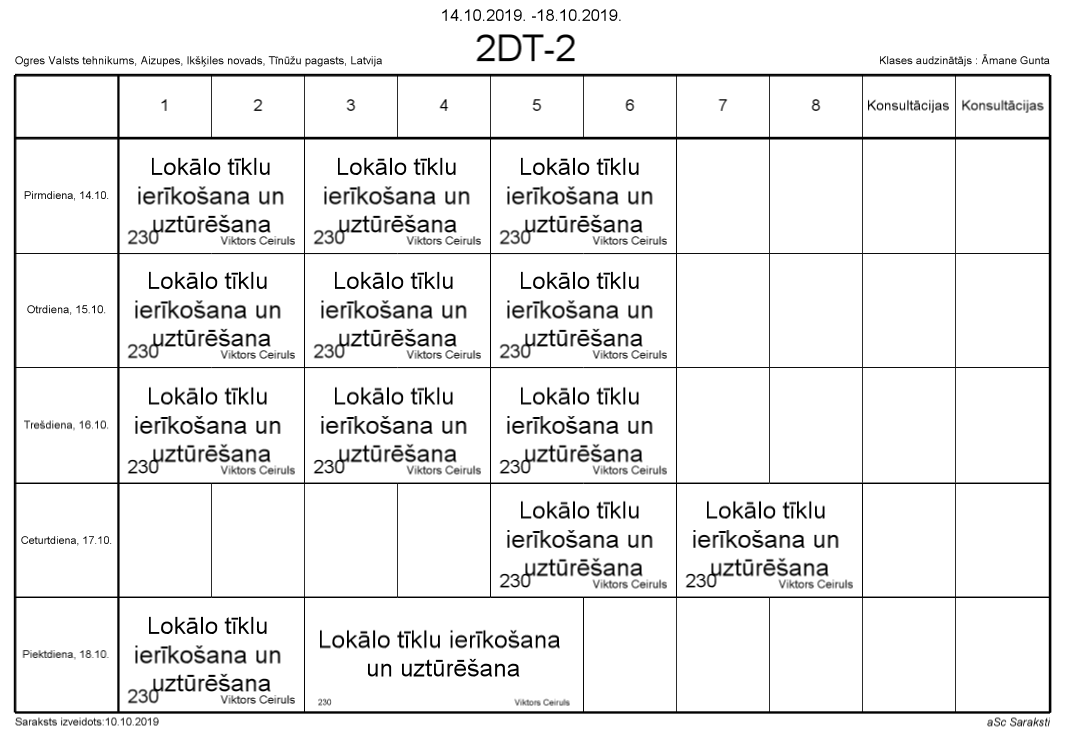 14.10.2019. -18.10.2019.
2DT-2
Ogres Valsts tehnikums, Aizupes, Ikšķiles novads, Tīnūžu pagasts, Latvija
Klases audzinātājs : Āmane Gunta
1 2 3 4 5 6 7 8 Konsultācijas Konsultācijas
Pirmdiena, 14.10.
Lokālo tīklu
ierīkošana un
uztūrēšana
230 Viktors Ceiruls
Lokālo tīklu
ierīkošana un
uztūrēšana
230 Viktors Ceiruls
Lokālo tīklu
ierīkošana un
uztūrēšana
230 Viktors Ceiruls
Otrdiena, 15.10.
Lokālo tīklu
ierīkošana un
uztūrēšana
230 Viktors Ceiruls
Lokālo tīklu
ierīkošana un
uztūrēšana
230 Viktors Ceiruls
Lokālo tīklu
ierīkošana un
uztūrēšana
230 Viktors Ceiruls
Trešdiena, 16.10.
Lokālo tīklu
ierīkošana un
uztūrēšana
230 Viktors Ceiruls
Lokālo tīklu
ierīkošana un
uztūrēšana
230 Viktors Ceiruls
Lokālo tīklu
ierīkošana un
uztūrēšana
230 Viktors Ceiruls
Ceturtdiena, 17.10.
Lokālo tīklu
ierīkošana un
uztūrēšana
230 Viktors Ceiruls
Lokālo tīklu
ierīkošana un
uztūrēšana
230 Viktors Ceiruls
Piektdiena, 18.10.
Lokālo tīklu
ierīkošana un
uztūrēšana
230 Viktors Ceiruls
Lokālo tīklu ierīkošana
un uztūrēšana
230 Viktors Ceiruls
Saraksts izveidots:10.10.2019
aSc Saraksti